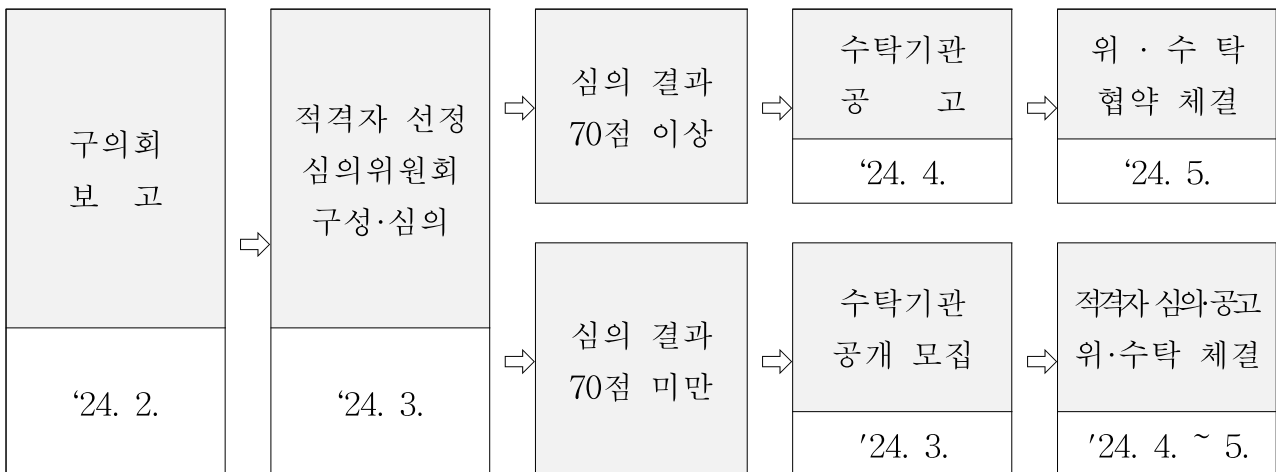 구의회
보 고
‘24. 2.
⇨
적격자 선정
심의위원회
구성·심의
‘24. 3.
⇨
심의 결과
70점 이상
⇨
수탁기관
공 고
‘24. 4.
⇨
위 · 수 탁
협약 체결
‘24. 5.
⇨
심의 결과
70점 미만
⇨
수탁기관
공개 모집
′24. 3.
⇨
적격자 심의·공고
위·수탁 체결
′24. 4. ~ 5.